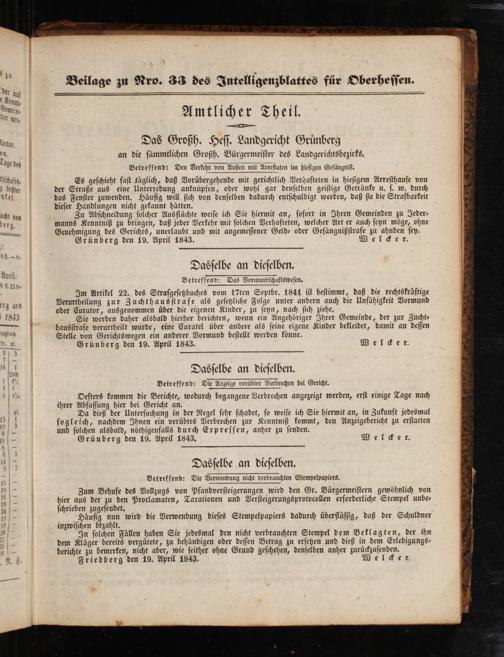 Beilage zu Nro. 33 des Intelligenzblattes für Oberhessen.
Amtlicher Theil.
Das Großh. Hess. Landgericht Grünberg
an die sämmtlichen Großh. Bürgermeister des Landgerichtsbezirks.
Betreffend: Den Verkehr von Außen mit Arrestaten im hiesigen Gefängniß.
Es geschieht fast täglich, daß Vorübergehende mit gerichtlich Verhafteten in hiesigem Arresthause von
der Straße aus eine Unterredung anknüpfen, oder wohl gar denselben geistige Getränke u. s. w. durch
das Fenster zuwenden. Häufig will sich von denselben dadurch entschuldigt werden, daß sie die Strafbarkeit
dieser Handlungen nicht gekannt hätten.
Zu Abschneidung solcher Ausflüchte weise ich Sie hiermit an, sofort in Ihren Gemeinden zu Jeder-
manns Kenntniß zu bringen, daß jeder Verkehr mit solchen Verhafteten, welcher Art er auch seyn möge, ohne
Genehmigung des Gerichts, unerlaubt und mit angemessener Geld- oder Gefängnißstrafe zu ahnden sey.
Grünberg den 19. April 1843. Welcker.
Dasselbe an dieselben.
Betreffend: Das Vormundschaftswesen.
Im Artikel 22. des Strafgesetzbuches vom 17ten Septbr. 1841 ist bestimmt, daß die rechtskräftige
Verurtheilung zur Zuchthausstrafe als gesetzliche Folge unter andern auch die Unfähigkeit Vormund
oder Curator, ausgenommen über die eigenen Kinder, zu seyn, nach sich ziehe.
Sie werden daher alsbald hierher berichten, wenn ein Angehöriger Ihrer Gemeinde, der zur Zucht-
hausstrafe verurtheilt wurde, eine Curatel über andere als seine eigene Kinder bekleidet, damit an dessen
Stelle von Gerichtswegen ein anderer Vormund bestellt werden könne.
Grünberg den 19. April 1843. Welcker.
Dasselbe an dieselben.
Betreffend: Die Anzeige verübter Verbrechen bei Gericht.
Oefters kommen die Berichte, wodurch begangene Verbrechen angezeigt werden, erst einige Tage nach
ihrer Abfassung hier bei Gericht an.
Da dieß der Untersuchung in der Regel sehr schadet, so weise ich Sie hiermit an, in Zukunft jedesmal
sogleich, nachdem Ihnen ein verübtes Verbrechen zur Kenntniß kommt, den Anzeigebericht zu erstatten
und solchen alsbald, nöthigenfalls durch Expressen, anher zu senden.
Grünberg den 19. April 1843. Welcker.
Dasselbe an dieselben.
Betreffend: Die Verwendung nicht verbrauchten Stempelpapiers.
Zum Behufe des Vollzugs von Pfandversteigerungen wird den Gr. Bürgermeistern gewöhnlich von
hier aus der zu den Proclamaten, Taxationen und Versteigerungsprotocollen erforderliche Stempel unbe-
schrieben zugesendet.
Häufig nun wird die Verwendung dieses Stempelpapiers dadurch überflüssig, daß der Schuldner
inzwischen bezahlt.
In solchen Fällen haben Sie jedesmal den nicht verbrauchten Stempel dem Beklagten, der ihn
dem Kläger bereits vergütete, zu behändigen oder dessen Betrag zu ersetzen und dieß in dem Erledigungs-
berichte zu bemerken, nicht aber, wie seither ohne Grund geschehen, denselben anher zurückzusenden.
Friedberg den 19. April 1843. Welcker.